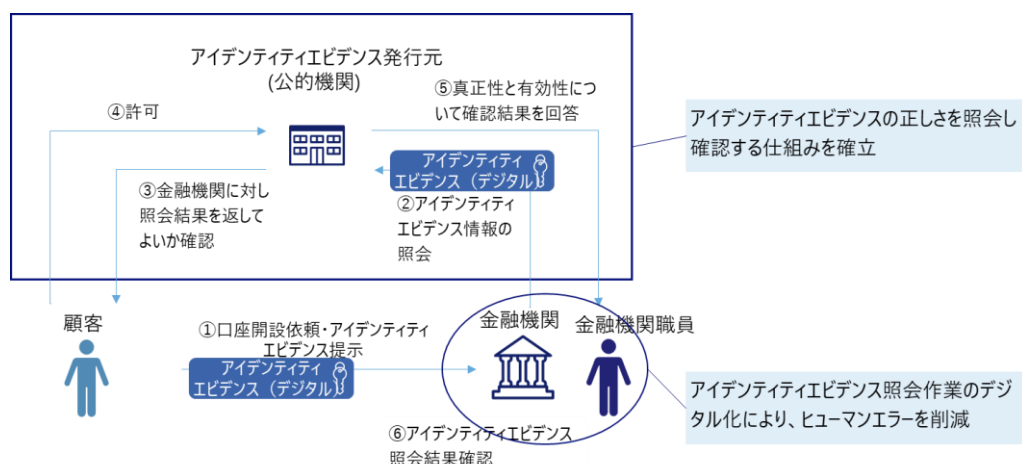 アイデンティティエビデンス発行元
(公的機関)
④許可
⑤真正性と有効性につ
いて確認結果を回答
アイデンティティエビデンスの正しさを照会し
確認する仕組みを確立
アイデンティティ
エビデンス（デジタル）
③金融機関に対し
照会結果を返して
よいか確認
②アイデンティティ
エビデンス情報の
照会
顧客
①口座開設依頼・アイデンティティ
エビデンス提示
アイデンティティ
エビデンス（デジタル）
金融機関
金融機関職員
アイデンティティエビデンス照会作業のデジ
タル化により、ヒューマンエラーを削減
⑥アイデンティティエビデンス
照会結果確認